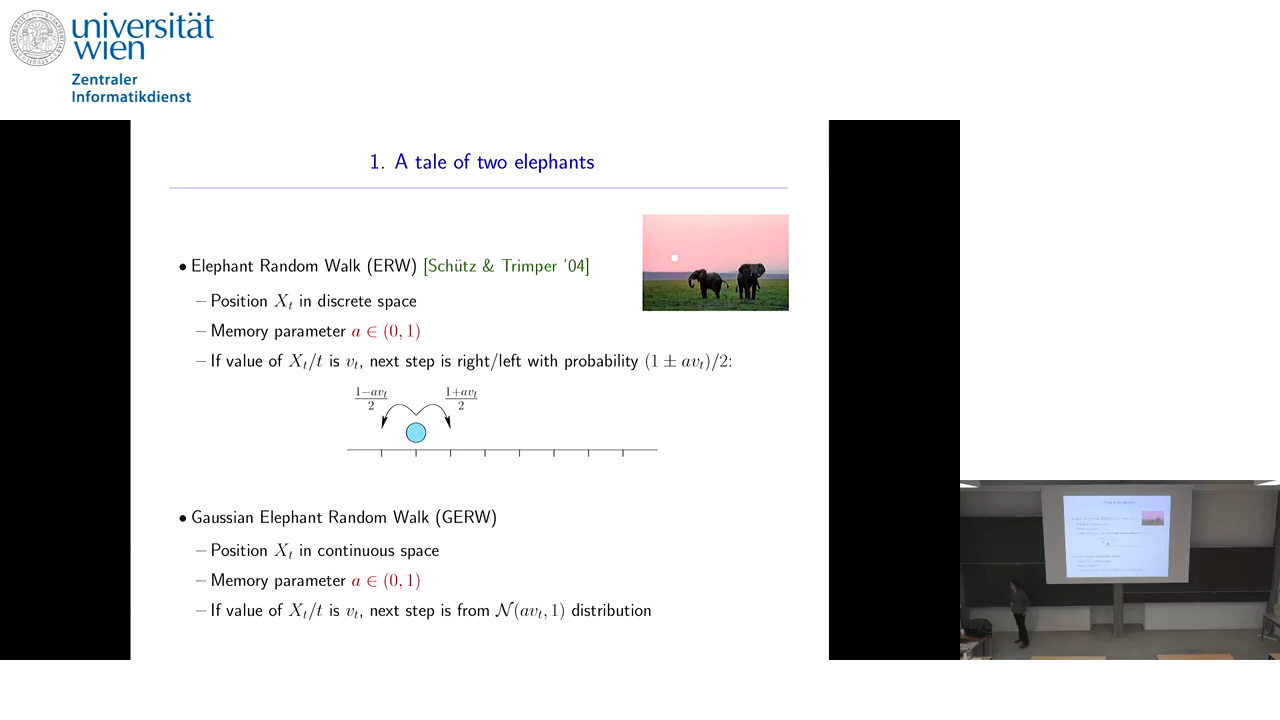 universität
wien
Zentraler
Informatikdienst
1. A tale of two elephants
• Elephant Random Walk (ERW) [Schütz & Trimper '04]
– Position X_t in discrete space
– Memory parameter a ∈ (0, 1)
– If value of X_t/t is v_t, next step is right/left with probability (1 ± av_t)/2:
(1−av_t)/2 (1+av_t)/2
• Gaussian Elephant Random Walk (GERW)
– Position X_t in continuous space
– Memory parameter a ∈ (0, 1)
– If value of X_t/t is v_t, next step is from N(av_t, 1) distribution